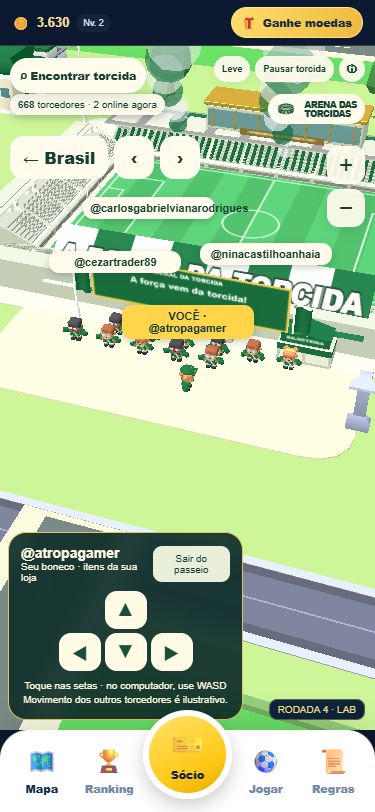 3.630
Nv. 2
Ganhe moedas
Encontrar torcida
Leve
Pausar torcida
668 torcedores · 2 online agora
ARENA DAS
TORCIDAS
← Brasil
‹
›
+
−
@carlosgabrielvianarodrigues
@cezartrader89
@ninacastilhoanhaia
DA TORCIDA
DA TORCIDA
A força vem da torcida!
VOCÊ ·
@atropagamer
@atropagamer
Seu boneco · itens da sua
loja
Sair do
passeio
▲
◀
▼
▶
Toque nas setas · no computador, use WASD
Movimento dos outros torcedores é ilustrativo.
RODADA 4 · LAB
Mapa
Ranking
Sócio
Jogar
Regras